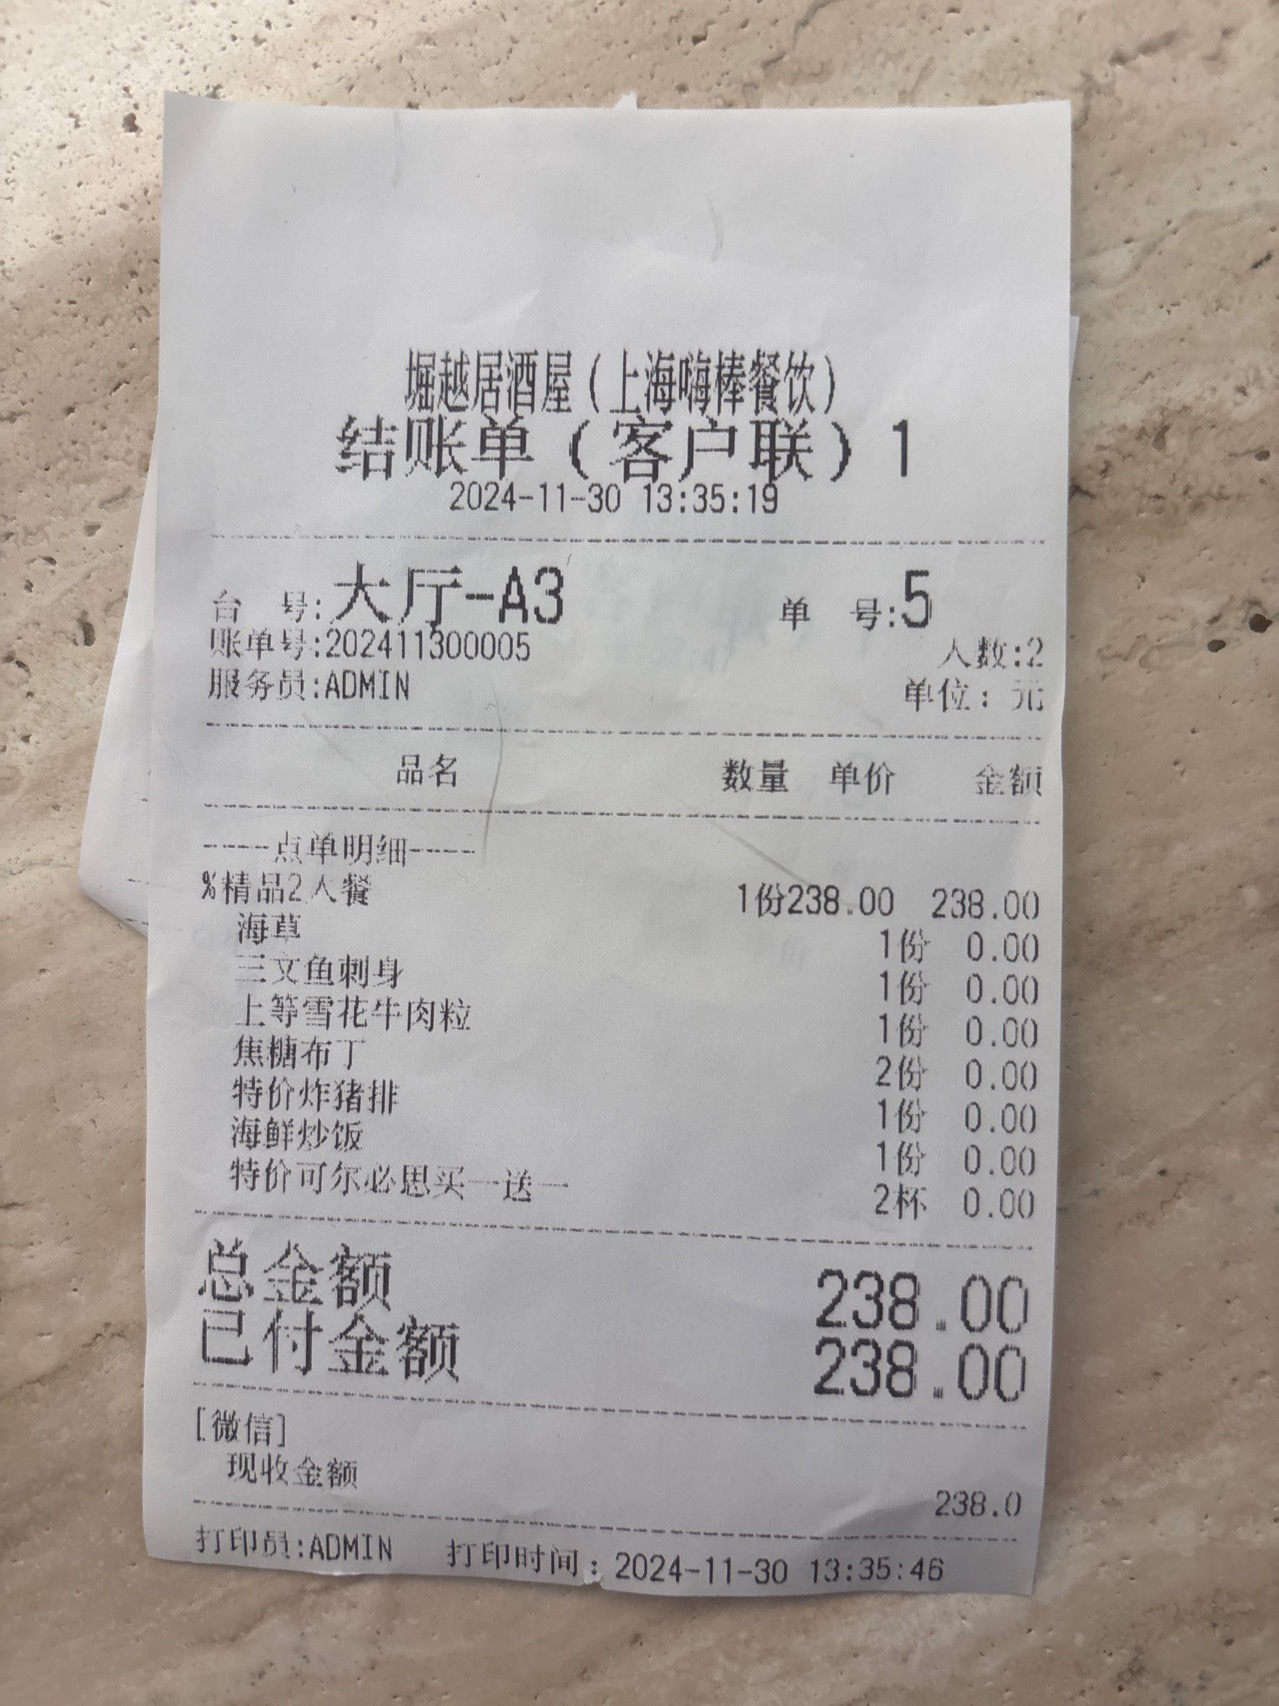 堀越居酒屋（上海嗨棒餐饮）
结账单（客户联）1
2024-11-30 13:35:19
台 号:大厅-A3 单 号:5
账单号:202411300005 人数:2
服务员:ADMIN 单位：元
品名 数量 单价 金额
----点单明细----
%精品2人餐 1份238.00 238.00
海草 1份 0.00
三文鱼刺身 1份 0.00
上等雪花牛肉粒 1份 0.00
焦糖布丁 2份 0.00
特价炸猪排 1份 0.00
海鲜炒饭 1份 0.00
特价可尔必思买一送一 2杯 0.00
总金额 238.00
已付金额 238.00
[微信]
现收金额 238.0
打印员:ADMIN 打印时间：2024-11-30 13:35:46